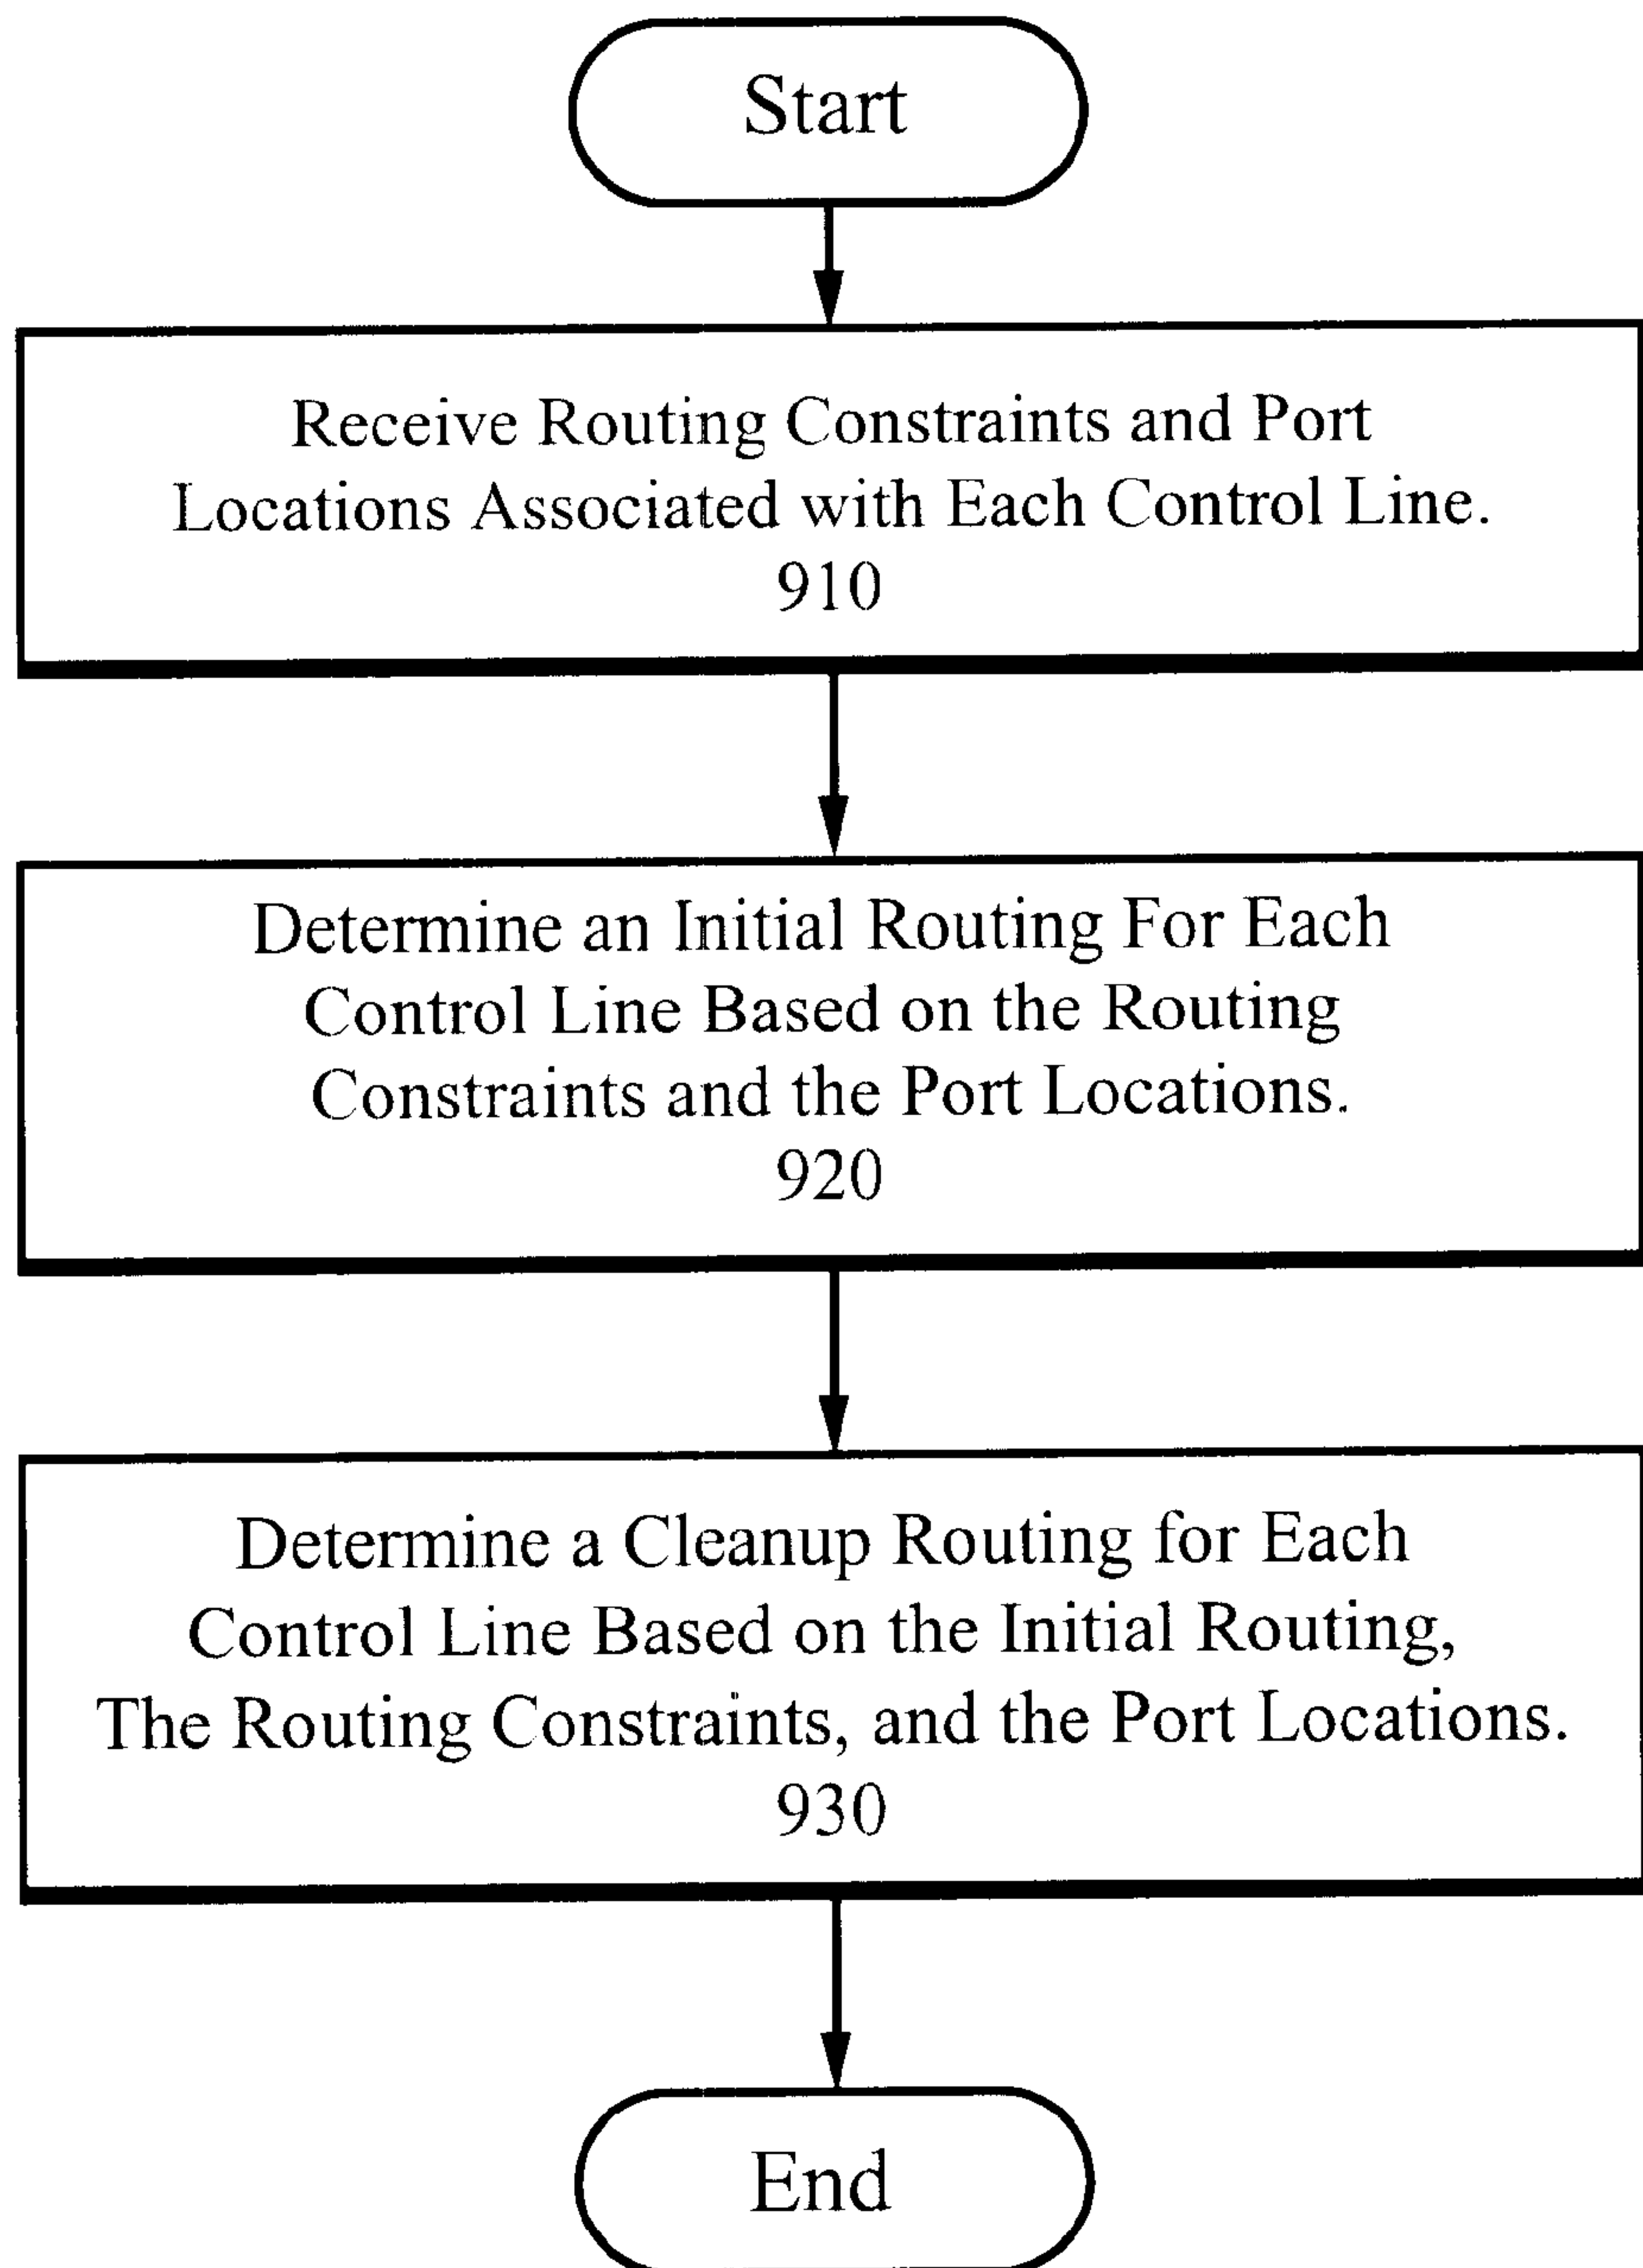 Start
Receive Routing Constraints and Port
Locations Associated with Each Control Line.
910
Determine an Initial Routing For Each
Control Line Based on the Routing
Constraints and the Port Locations.
920
Determine a Cleanup Routing for Each
Control Line Based on the Initial Routing,
The Routing Constraints, and the Port Locations.
930
End